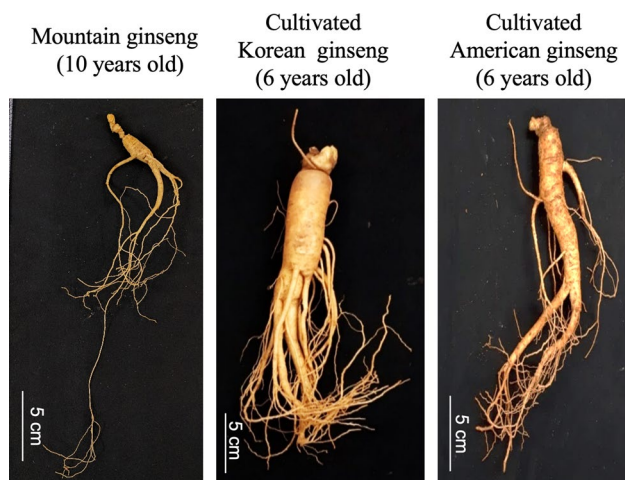 Mountain ginseng
(10 years old)
Cultivated
Korean ginseng
(6 years old)
Cultivated
American ginseng
(6 years old)
5 cm
5 cm
5 cm